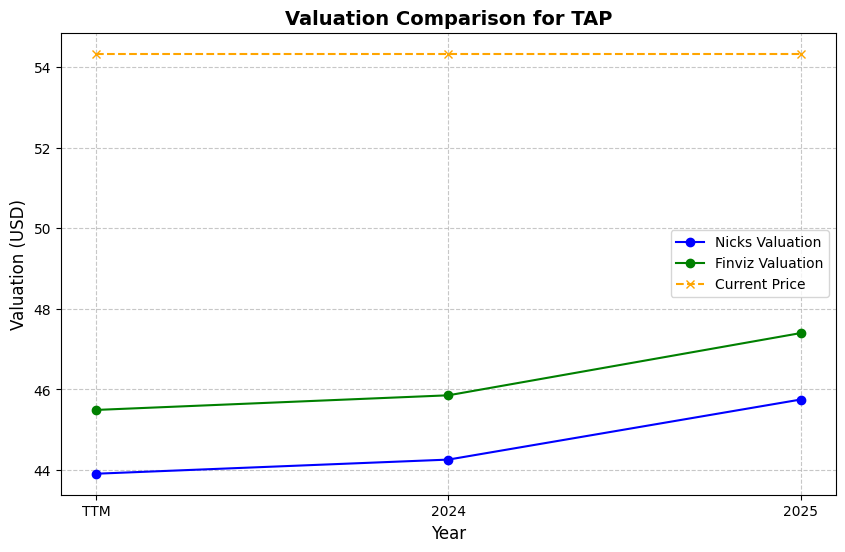 Valuation Comparison for TAP
Valuation (USD)
54
52
50
48
46
44
Nicks Valuation
Finviz Valuation
Current Price
TTM
2024
2025
Year